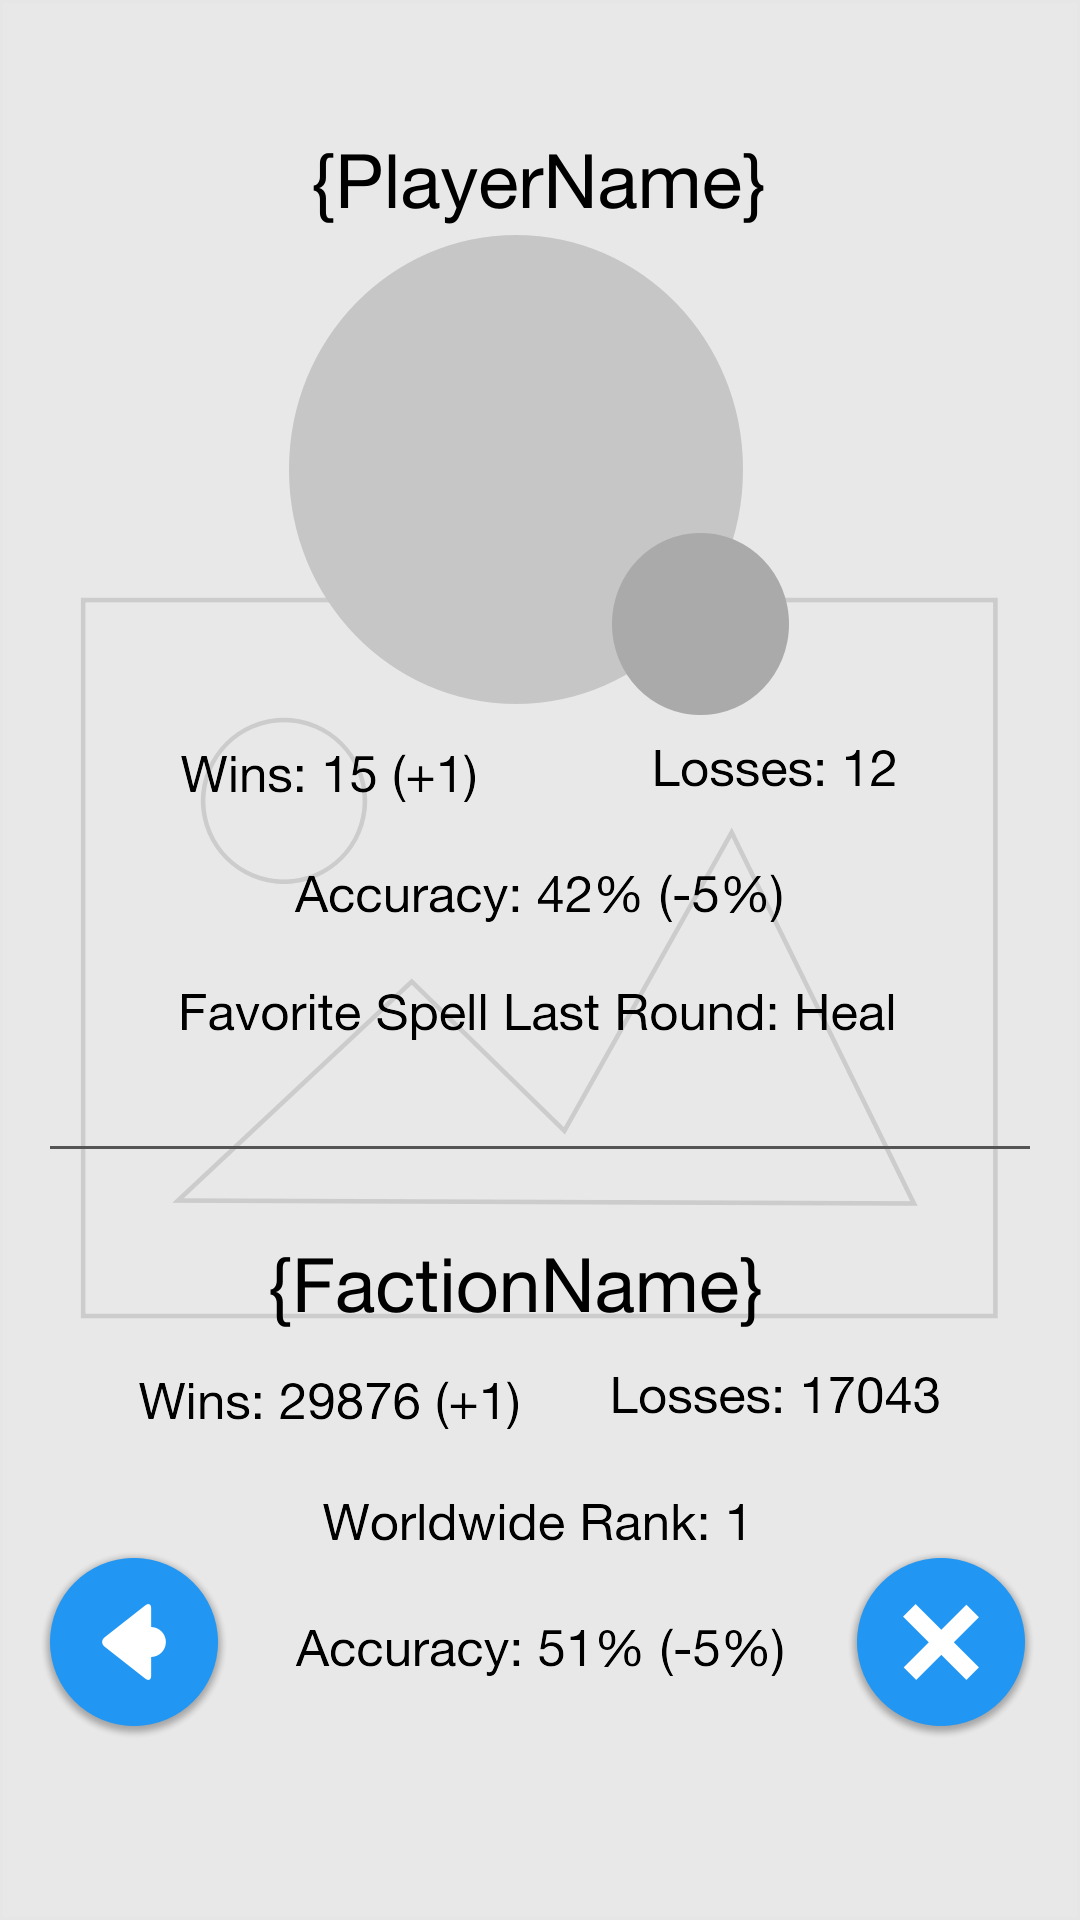 {PlayerName}
Wins: 15 (+1)
Losses: 12
Accuracy: 42% (-5%)
Favorite Spell Last Round: Heal
{FactionName}
Wins: 29876 (+1)
Losses: 17043
Worldwide Rank: 1
Accuracy: 51% (-5%)